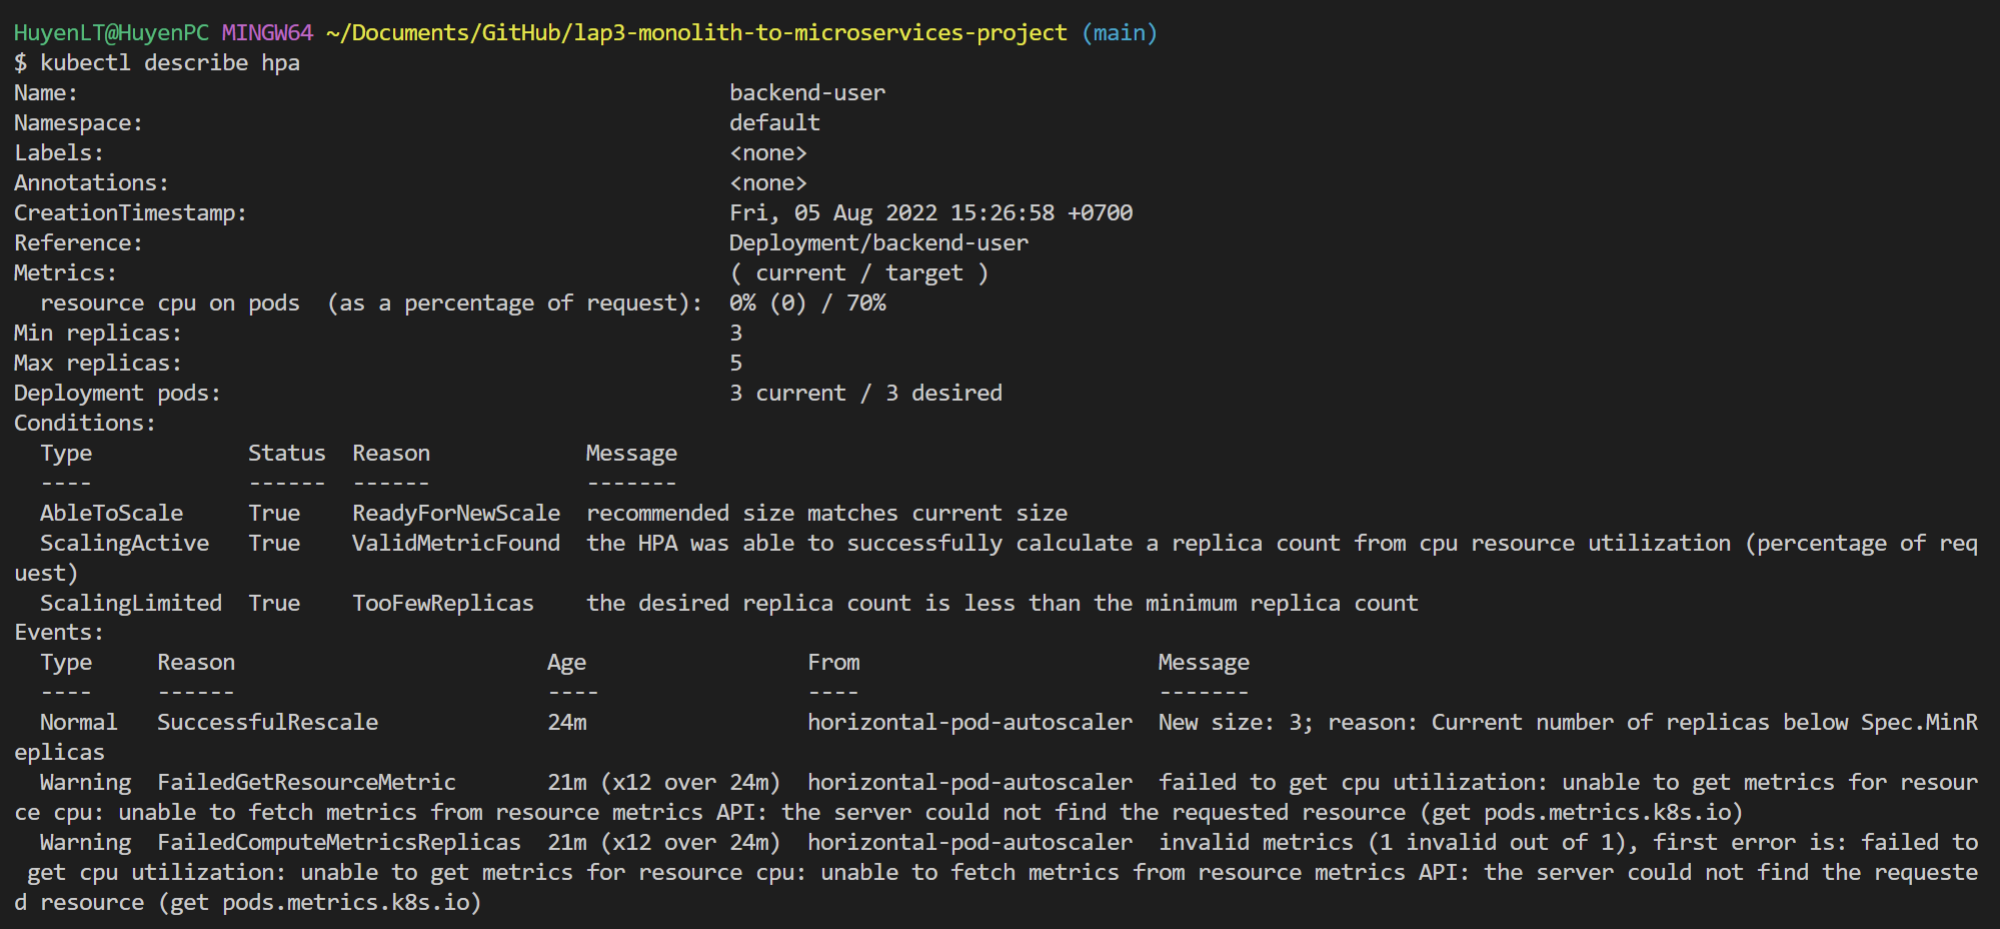 HuyenLT@HuyenPC MINGW64 ~/Documents/GitHub/lap3-monolith-to-microservices-project (main)
$ kubectl describe hpa
Name:                                                  backend-user
Namespace:                                             default
Labels:                                                <none>
Annotations:                                           <none>
CreationTimestamp:                                     Fri, 05 Aug 2022 15:26:58 +0700
Reference:                                             Deployment/backend-user
Metrics:                                               ( current / target )
  resource cpu on pods  (as a percentage of request):  0% (0) / 70%
Min replicas:                                          3
Max replicas:                                          5
Deployment pods:                                       3 current / 3 desired
Conditions:
  Type            Status  Reason            Message
  ----            ------  ------            -------
  AbleToScale     True    ReadyForNewScale  recommended size matches current size
  ScalingActive   True    ValidMetricFound  the HPA was able to successfully calculate a replica count from cpu resource utilization (percentage of req
uest)
  ScalingLimited  True    TooFewReplicas    the desired replica count is less than the minimum replica count
Events:
  Type     Reason                        Age                 From                       Message
  ----     ------                        ----                ----                       -------
  Normal   SuccessfulRescale             24m                 horizontal-pod-autoscaler  New size: 3; reason: Current number of replicas below Spec.MinR
eplicas
  Warning  FailedGetResourceMetric       21m (x12 over 24m)  horizontal-pod-autoscaler  failed to get cpu utilization: unable to get metrics for resour
ce cpu: unable to fetch metrics from resource metrics API: the server could not find the requested resource (get pods.metrics.k8s.io)
  Warning  FailedComputeMetricsReplicas  21m (x12 over 24m)  horizontal-pod-autoscaler  invalid metrics (1 invalid out of 1), first error is: failed to
 get cpu utilization: unable to get metrics for resource cpu: unable to fetch metrics from resource metrics API: the server could not find the requeste
d resource (get pods.metrics.k8s.io)